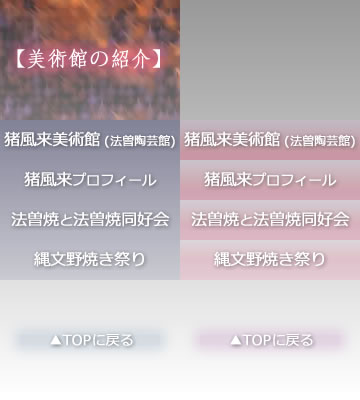 【美術館の紹介】
猪風来美術館 (法曽陶芸館)
猪風来プロフィール
法曽焼と法曽焼同好会
縄文野焼き祭り
▲TOPに戻る
猪風来美術館 (法曽陶芸館)
猪風来プロフィール
法曽焼と法曽焼同好会
縄文野焼き祭り
▲TOPに戻る